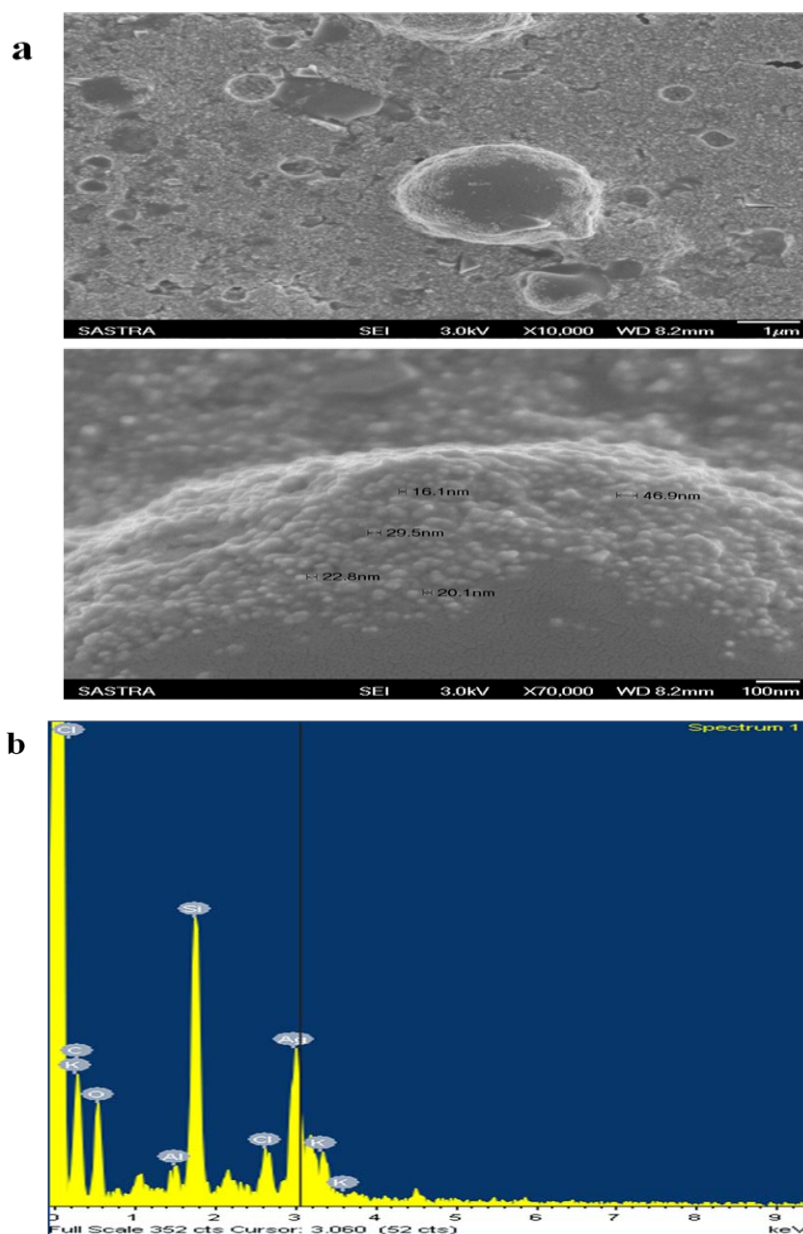 a
SASTRA SEI 3.0kV X10,000 WD 8.2mm 1μm
16.1nm 46.9nm
29.5nm
22.8nm
20.1nm
SASTRA SEI 3.0kV X70,000 WD 8.2mm 100nm
b
Cl Spectrum 1
Si
Ag
C
K
O
Cl K
Al
K
0 1 2 3 4 5 6 7 8 9
Full Scale 352 cts Cursor: 3.060 (52 cts) keV